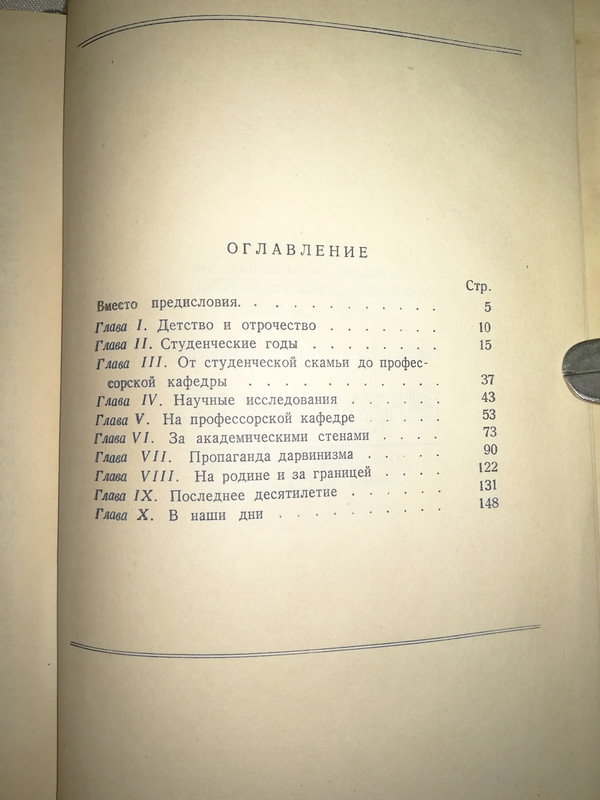 ОГЛАВЛЕНИЕ
Стр.
Вместо предисловия. . . . . . . . . . . . 5
Глава I. Детство и отрочество . . . . . . . 10
Глава II. Студенческие годы . . . . . . . . 15
Глава III. От студенческой скамьи до профес-
сорской кафедры . . . . . . . . . . . 37
Глава IV. Научные исследования . . . . . . 43
Глава V. На профессорской кафедре . . . . . 53
Глава VI. За академическими стенами . . . . 73
Глава VII. Пропаганда дарвинизма . . . . . 90
Глава VIII. На родине и за границей . . . . 122
Глава IX. Последнее десятилетие . . . . . . 131
Глава X. В наши дни . . . . . . . . . . 148